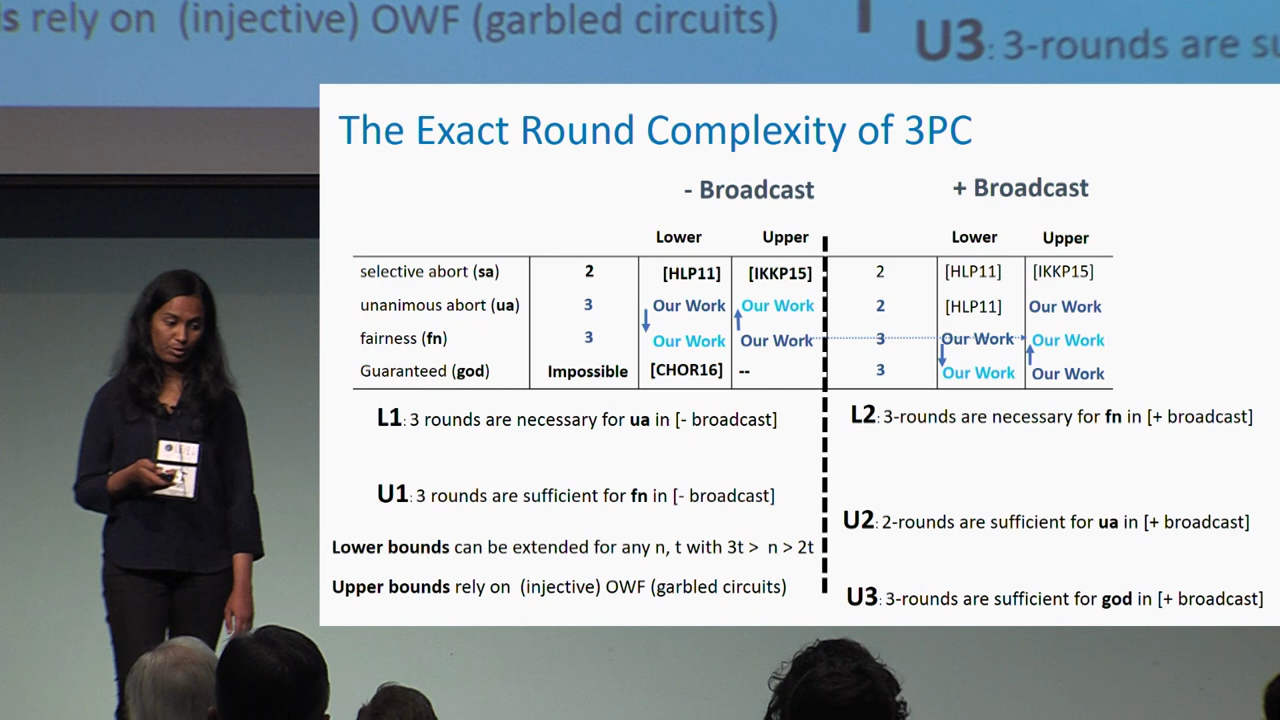 s rely on (injective) OWF (garbled circuits)
U3: 3-rounds are su
The Exact Round Complexity of 3PC
- Broadcast + Broadcast
Lower Upper Lower Upper
selective abort (sa) 2 [HLP11] [IKKP15] 2 [HLP11] [IKKP15]
unanimous abort (ua) 3 Our Work Our Work 2 [HLP11] Our Work
fairness (fn) 3 Our Work Our Work 3 Our Work Our Work
Guaranteed (god) Impossible [CHOR16] -- 3 Our Work Our Work
L1: 3 rounds are necessary for ua in [- broadcast]
L2: 3-rounds are necessary for fn in [+ broadcast]
U1: 3 rounds are sufficient for fn in [- broadcast]
U2: 2-rounds are sufficient for ua in [+ broadcast]
Lower bounds can be extended for any n, t with 3t > n > 2t
Upper bounds rely on (injective) OWF (garbled circuits)
U3: 3-rounds are sufficient for god in [+ broadcast]